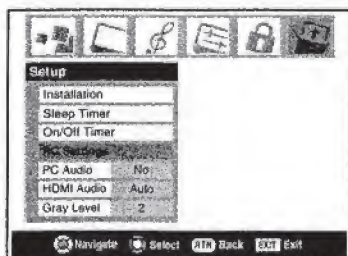 Setup
Installation
Sleep Timer
On/Off Timer
PC Settings
PC Audio No
HDMI Audio Auto
Gray Level 2
Navigate Select RTN Back EXIT Exit